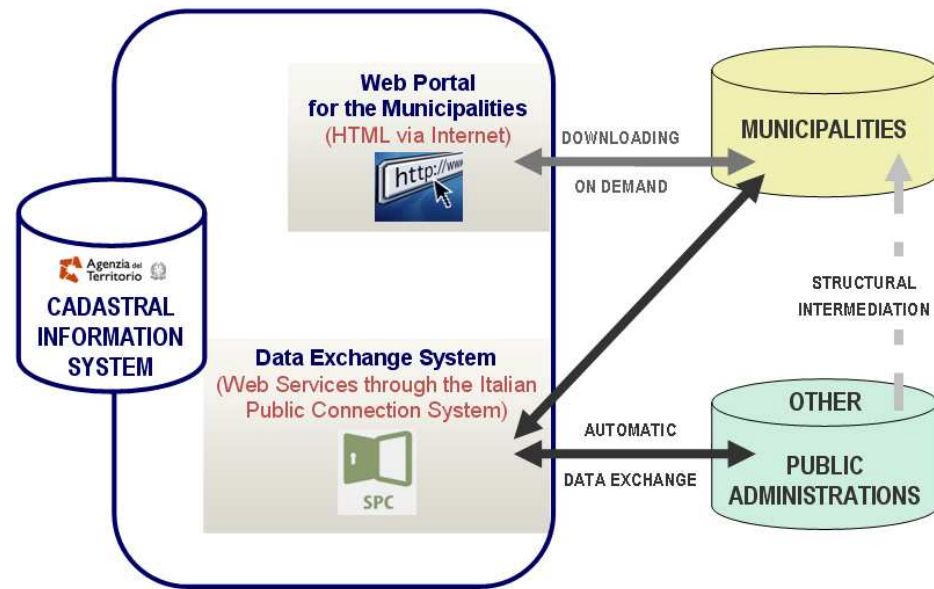 Web Portal
for the Municipalities
(HTML via Internet)
http://www
DOWNLOADING
ON DEMAND
MUNICIPALITIES
Agenzia del
Territorio
CADASTRAL
INFORMATION
SYSTEM
STRUCTURAL
INTERMEDIATION
Data Exchange System
(Web Services through the Italian
Public Connection System)
SPC
AUTOMATIC
DATA EXCHANGE
OTHER
PUBLIC
ADMINISTRATIONS